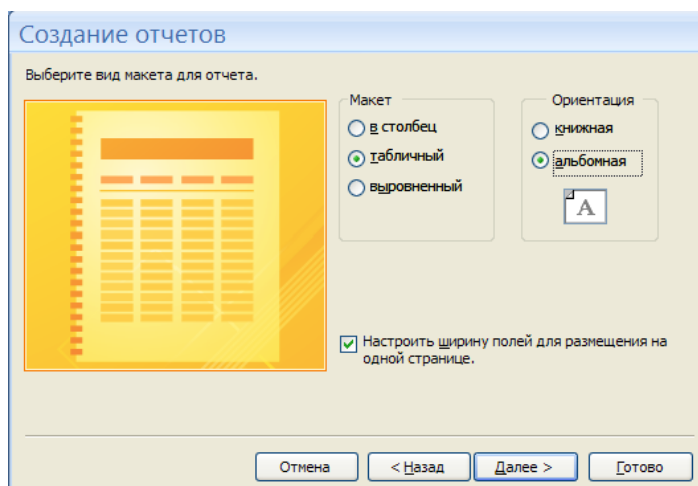 Создание отчетов
Выберите вид макета для отчета.
Макет
в столбец
табличный
выровненный
Ориентация
книжная
альбомная
A
Настроить ширину полей для размещения на
одной странице.
Отмена
< Назад
Далее >
Готово